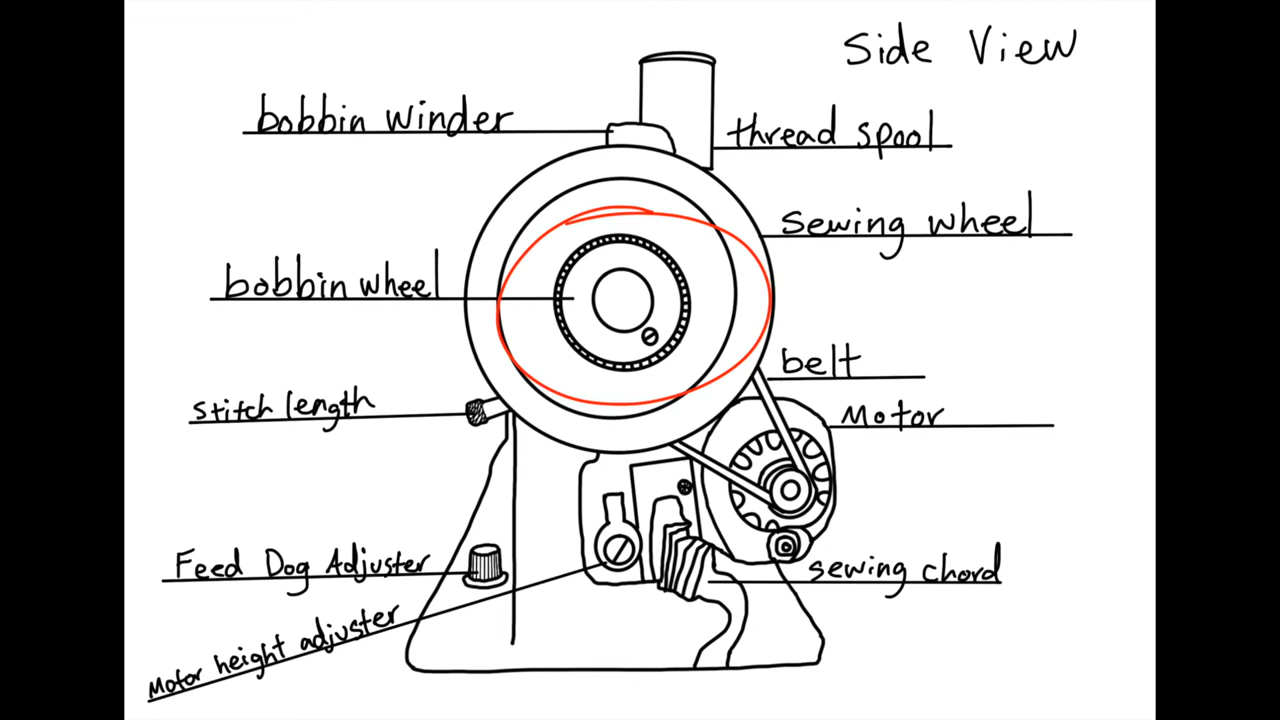 Side View
bobbin winder
thread spool
sewing wheel
bobbin wheel
belt
stitch length
Motor
Feed Dog Adjuster
sewing chord
Motor height adjuster